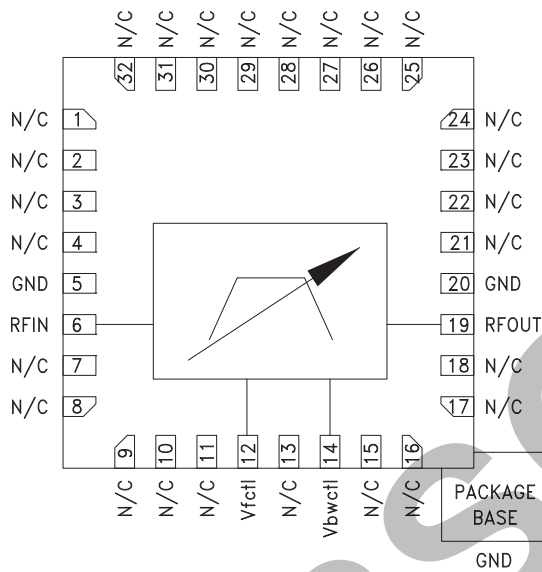 N/C N/C N/C N/C N/C N/C N/C N/C
32 31 30 29 28 27 26 25
N/C 1
N/C 2
N/C 3
N/C 4
GND 5
RFIN 6
N/C 7
N/C 8
24 N/C
23 N/C
22 N/C
21 N/C
20 GND
19 RFOUT
18 N/C
17 N/C
9 10 11 12 13 14 15 16
N/C N/C N/C Vfctl N/C Vbwctl N/C N/C
PACKAGE
BASE
GND